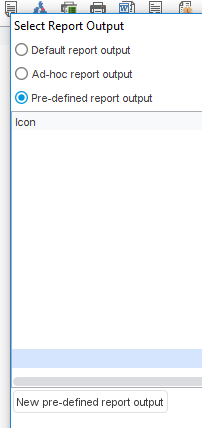 Select Report Output
Default report output
Ad-hoc report output
Pre-defined report output
Icon
New pre-defined report output